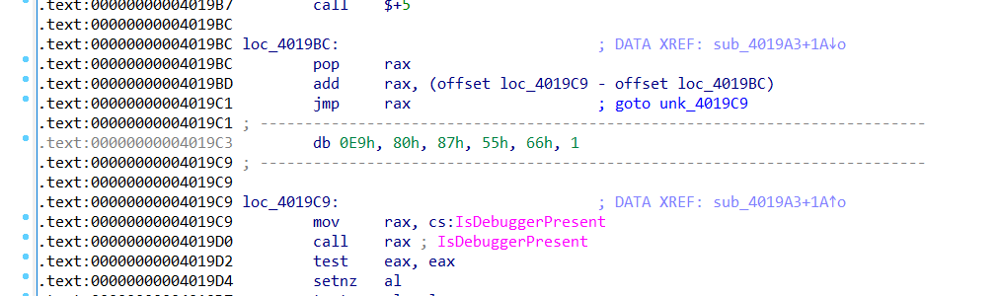 .text:00000000004019B7 call $+5
.text:00000000004019BC
.text:00000000004019BC loc_4019BC: ; DATA XREF: sub_4019A3+1A↓o
.text:00000000004019BC pop rax
.text:00000000004019BD add rax, (offset loc_4019C9 - offset loc_4019BC)
.text:00000000004019C1 jmp rax ; goto unk_4019C9
.text:00000000004019C1 ; ---------------------------------------------------------------------------
.text:00000000004019C3 db 0E9h, 80h, 87h, 55h, 66h, 1
.text:00000000004019C9 ; ---------------------------------------------------------------------------
.text:00000000004019C9
.text:00000000004019C9 loc_4019C9: ; DATA XREF: sub_4019A3+1A↑o
.text:00000000004019C9 mov rax, cs:IsDebuggerPresent
.text:00000000004019D0 call rax ; IsDebuggerPresent
.text:00000000004019D2 test eax, eax
.text:00000000004019D4 setnz al